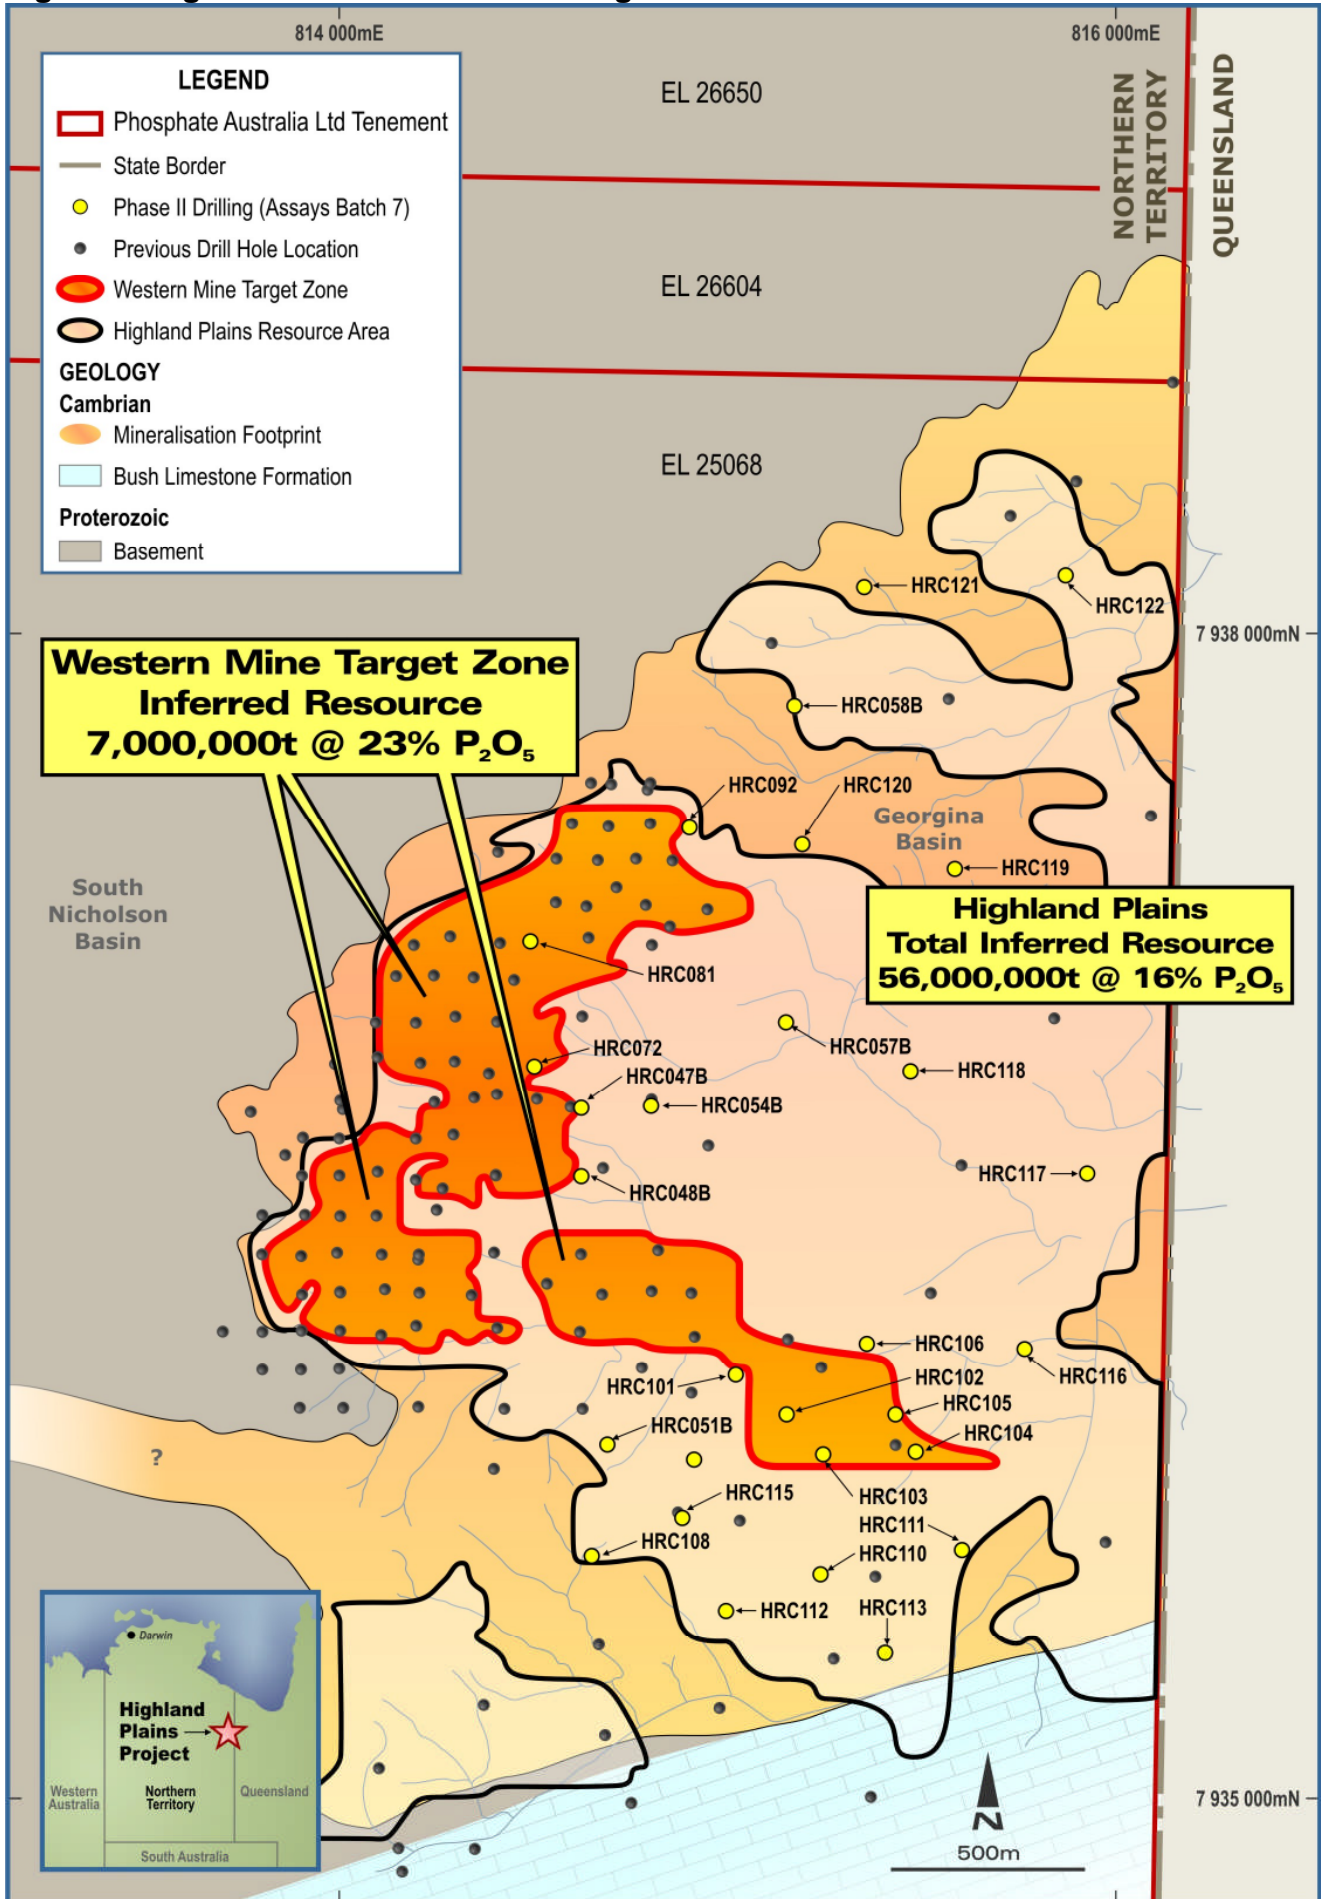 814 000mE
816 000mE
LEGEND
Phosphate Australia Ltd Tenement
State Border
Phase II Drilling (Assays Batch 7)
Previous Drill Hole Location
Western Mine Target Zone
Highland Plains Resource Area
GEOLOGY
Cambrian
Mineralisation Footprint
Bush Limestone Formation
Proterozoic
Basement
EL 26650
NORTHERN
TERRITORY
QUEENSLAND
EL 26604
EL 25068
HRC121
HRC122
7 938 000mN
Western Mine Target Zone
Inferred Resource
7,000,000t @ 23% P₂O₅
HRC058B
HRC092
HRC120
Georgina
Basin
HRC119
South
Nicholson
Basin
Highland Plains
Total Inferred Resource
56,000,000t @ 16% P₂O₅
HRC081
HRC057B
HRC072
HRC118
HRC047B
HRC054B
HRC117
HRC048B
HRC106
HRC116
HRC101
HRC102
HRC105
HRC051B
HRC104
?
HRC115
HRC103
HRC111
HRC108
HRC110
HRC112
HRC113
Darwin
Highland
Plains
Project
Western
Australia
Northern
Territory
Queensland
South Australia
7 935 000mN
N
500m